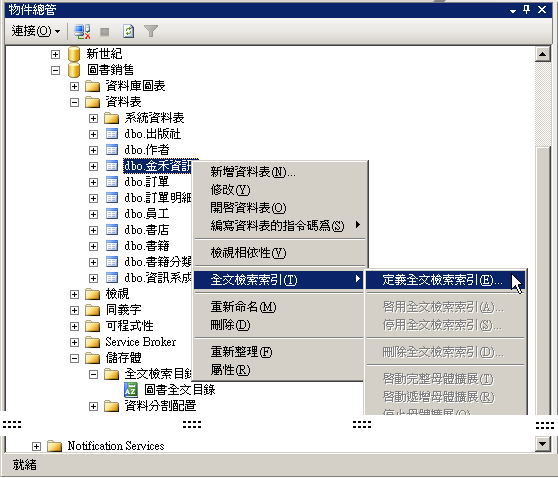 物件總管
連接(O)
新世紀
圖書銷售
資料庫圖表
資料表
系統資料表
dbo.出版社
dbo.作者
dbo.金禾資訊
dbo.訂單
dbo.訂單明細
dbo.員工
dbo.書店
dbo.書籍
dbo.書籍分類
dbo.資訊系成
檢視
同義字
可程式性
Service Broker
儲存體
全文檢索目錄
圖書全文目錄
資料分割配置
Notification Services
就緒
新增資料表(N)...
修改(Y)
開啟資料表(O)
編寫資料表的指令碼為(S)
檢視相依性(V)
全文檢索索引(T)
重新命名(M)
刪除(D)
重新整理(F)
屬性(R)
定義全文檢索索引(E)...
啟用全文檢索索引(A)...
停用全文檢索索引(S)...
刪除全文檢索索引(D)...
啟動完整母體擴展(T)
啟動遞增母體擴展(R)
停止母體擴展(O)